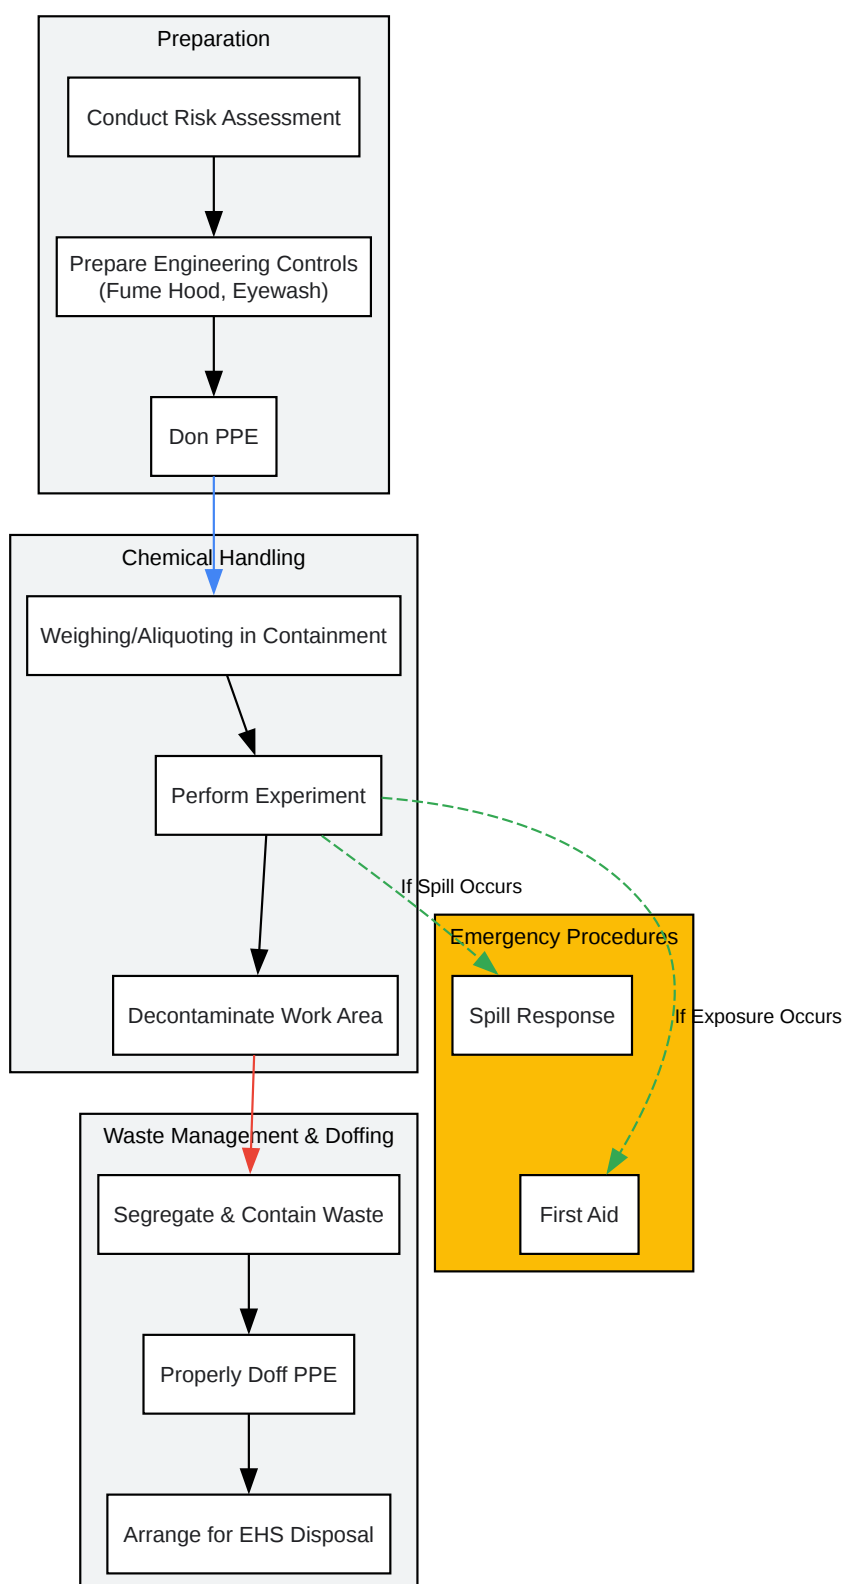 Preparation
Conduct Risk Assessment
Prepare Engineering Controls
(Fume Hood, Eyewash)
Don PPE
Chemical Handling
Weighing/Aliquoting in Containment
Perform Experiment
If Spill Occurs
Emergency Procedures
Decontaminate Work Area
Spill Response
If Exposure Occurs
Waste Management & Doffing
Segregate & Contain Waste
First Aid
Properly Doff PPE
Arrange for EHS Disposal